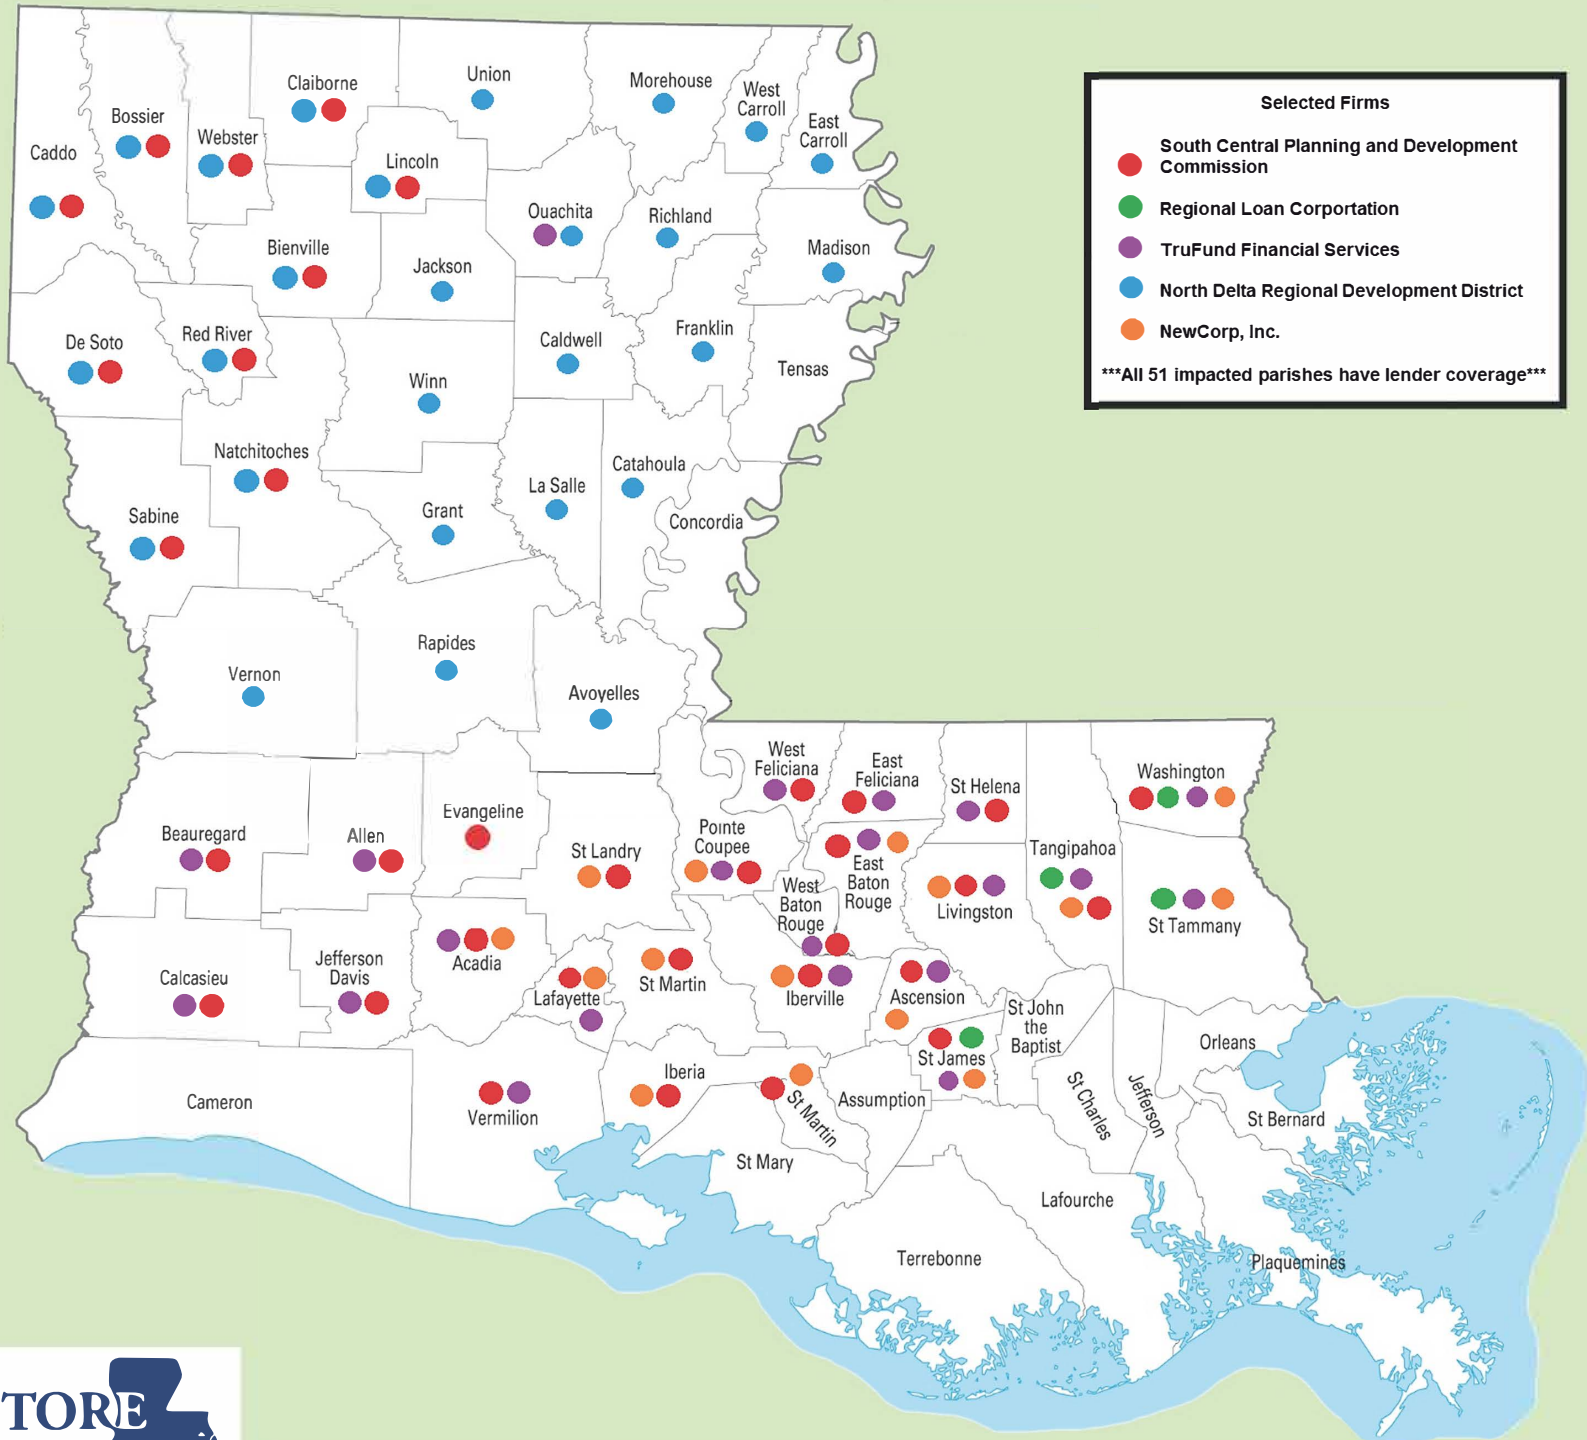 Claiborne
Union
Morehouse
West
Carroll
East
Carroll
Bossier
Webster
Caddo
Lincoln
Ouachita
Richland
Madison
Bienville
Jackson
De Soto
Red River
Caldwell
Franklin
Tensas
Winn
Natchitoches
Catahoula
La Salle
Concordia
Sabine
Grant
Rapides
Vernon
Avoyelles
West
Feliciana
East
Feliciana
St Helena
Washington
Evangeline
Beauregard
Allen
St Landry
Pointe
Coupee
East
Baton
Rouge
West
Baton
Rouge
Tangipahoa
Livingston
St Tammany
Calcasieu
Jefferson
Davis
Acadia
Lafayette
St Martin
Iberville
Ascension
St John
the
Baptist
St James
Orleans
Cameron
Vermilion
Iberia
St Martin
Assumption
St Charles
Jefferson
St Bernard
St Mary
Lafourche
Terrebonne
Plaquemines
Selected Firms
South Central Planning and Development
Commission
Regional Loan Corportation
TruFund Financial Services
North Delta Regional Development District
NewCorp, Inc.
***All 51 impacted parishes have lender coverage***
TORE